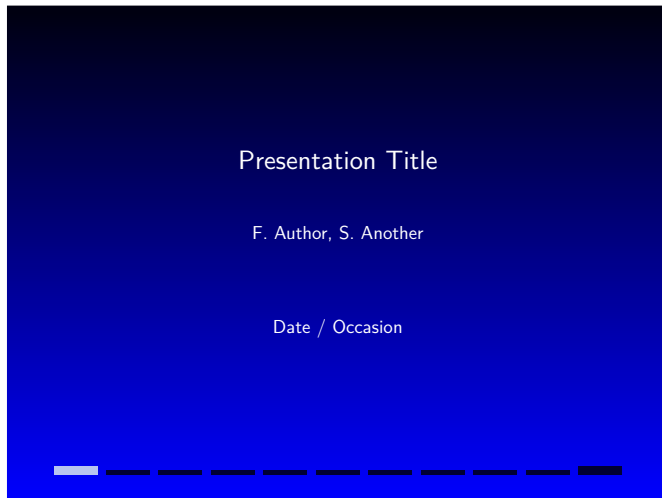 Presentation Title
F. Author, S. Another
Date / Occasion